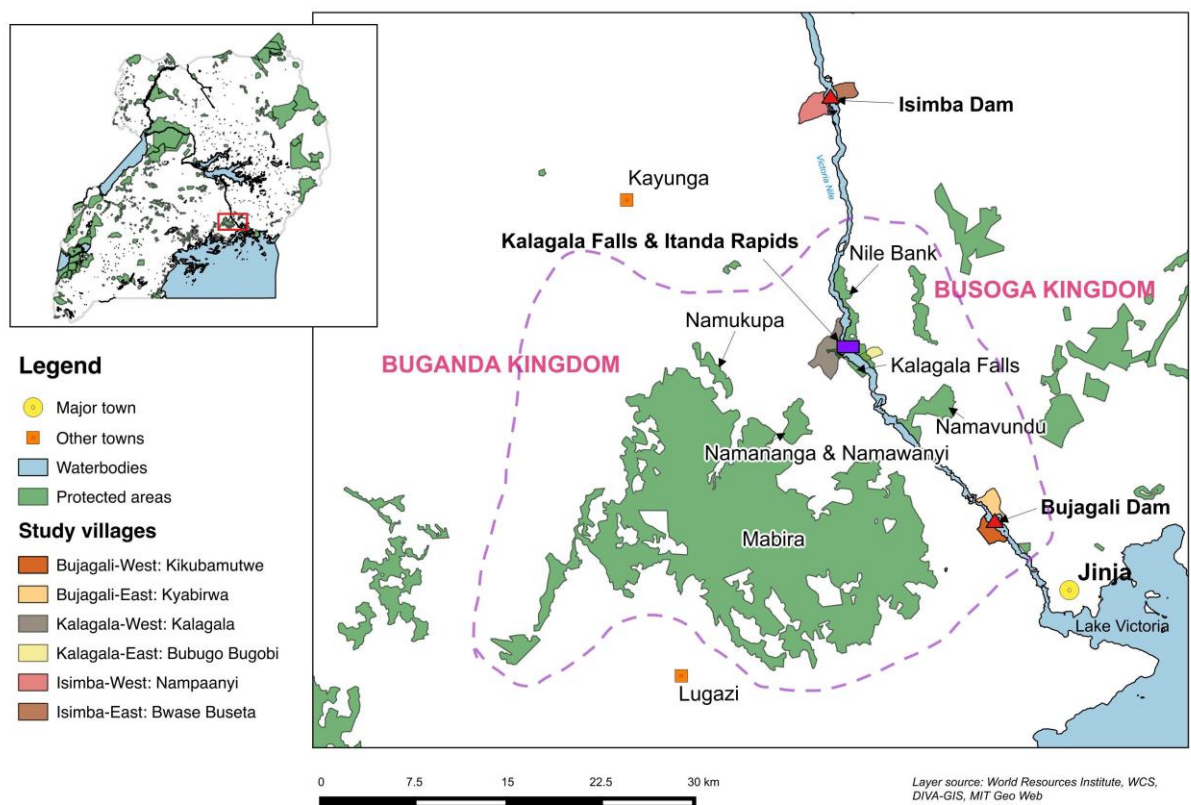 Isimba Dam
Victoria Nile
Kayunga
Kalagala Falls & Itanda Rapids
Nile Bank
BUSOGA KINGDOM
Namukupa
BUGANDA KINGDOM
Kalagala Falls
Namavundu
Namananga & Namawanyi
Bujagali Dam
Mabira
Jinja
Lake Victoria
Lugazi
Legend
Major town
Other towns
Waterbodies
Protected areas
Study villages
Bujagali-West: Kikubamutwe
Bujagali-East: Kyabirwa
Kalagala-West: Kalagala
Kalagala-East: Bubugo Bugobi
Isimba-West: Nampaanyi
Isimba-East: Bwase Buseta
0 7.5 15 22.5 30 km
Layer source: World Resources Institute, WCS,
DIVA-GIS, MIT Geo Web